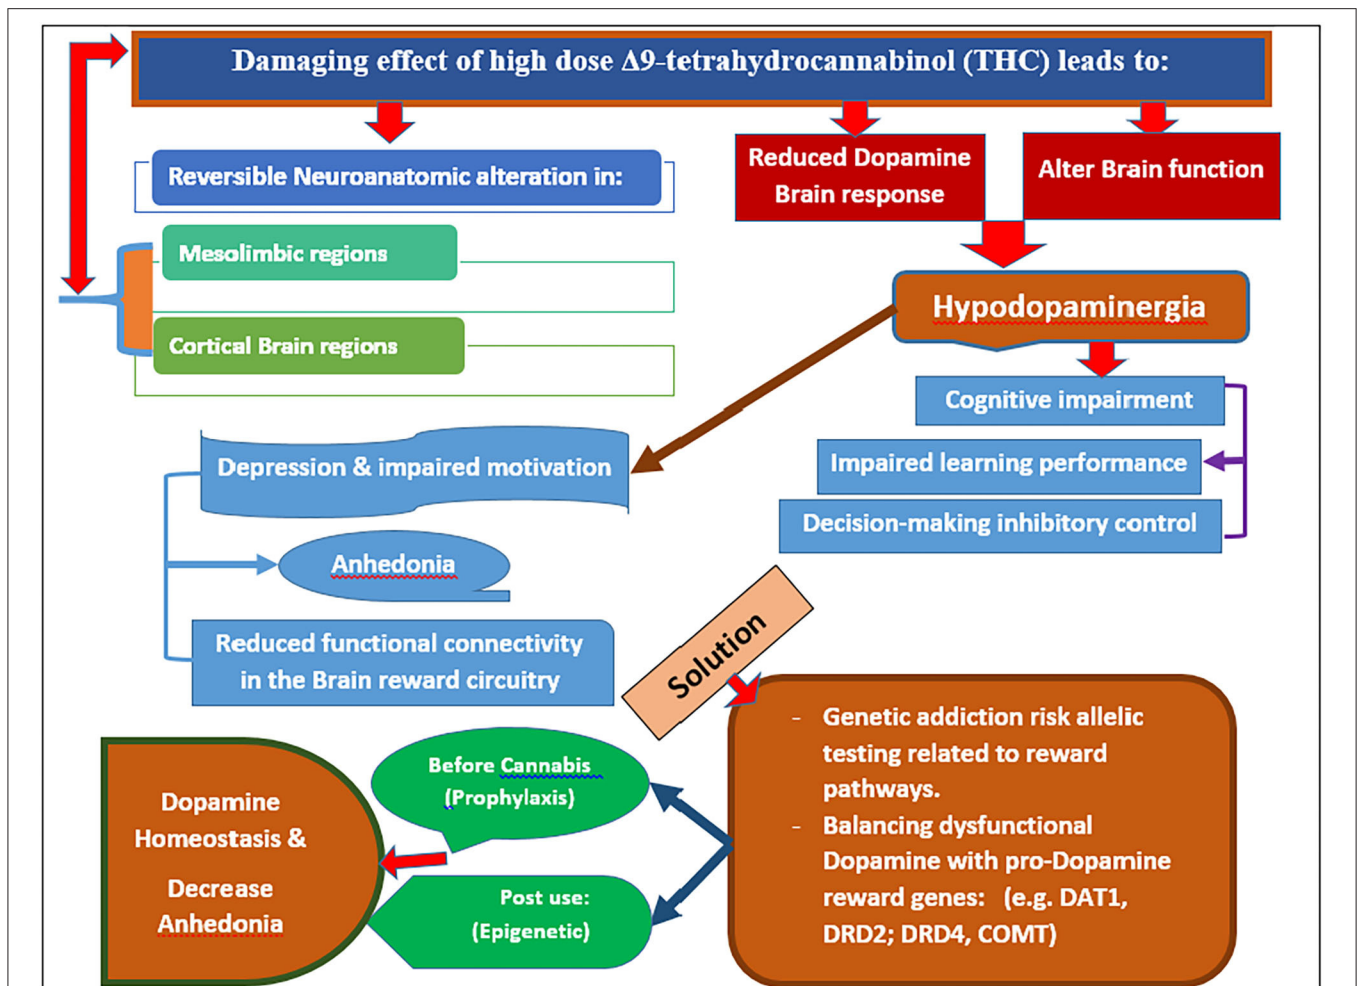 Damaging effect of high dose Δ9-tetrahydrocannabinol (THC) leads to:
Reversible Neuroanatomic alteration in:
Mesolimbic regions
Cortical Brain regions
Reduced Dopamine
Brain response
Alter Brain function
Hypodopaminergia
Cognitive impairment
Impaired learning performance
Decision-making inhibitory control
Depression & impaired motivation
Anhedonia
Reduced functional connectivity
in the Brain reward circuitry
Solution
- Genetic addiction risk allelic
testing related to reward
pathways.
- Balancing dysfunctional
Dopamine with pro-Dopamine
reward genes: (e.g. DAT1,
DRD2; DRD4, COMT)
Before Cannabis
(Prophylaxis)
Post use:
(Epigenetic)
Dopamine
Homeostasis &
Decrease
Anhedonia